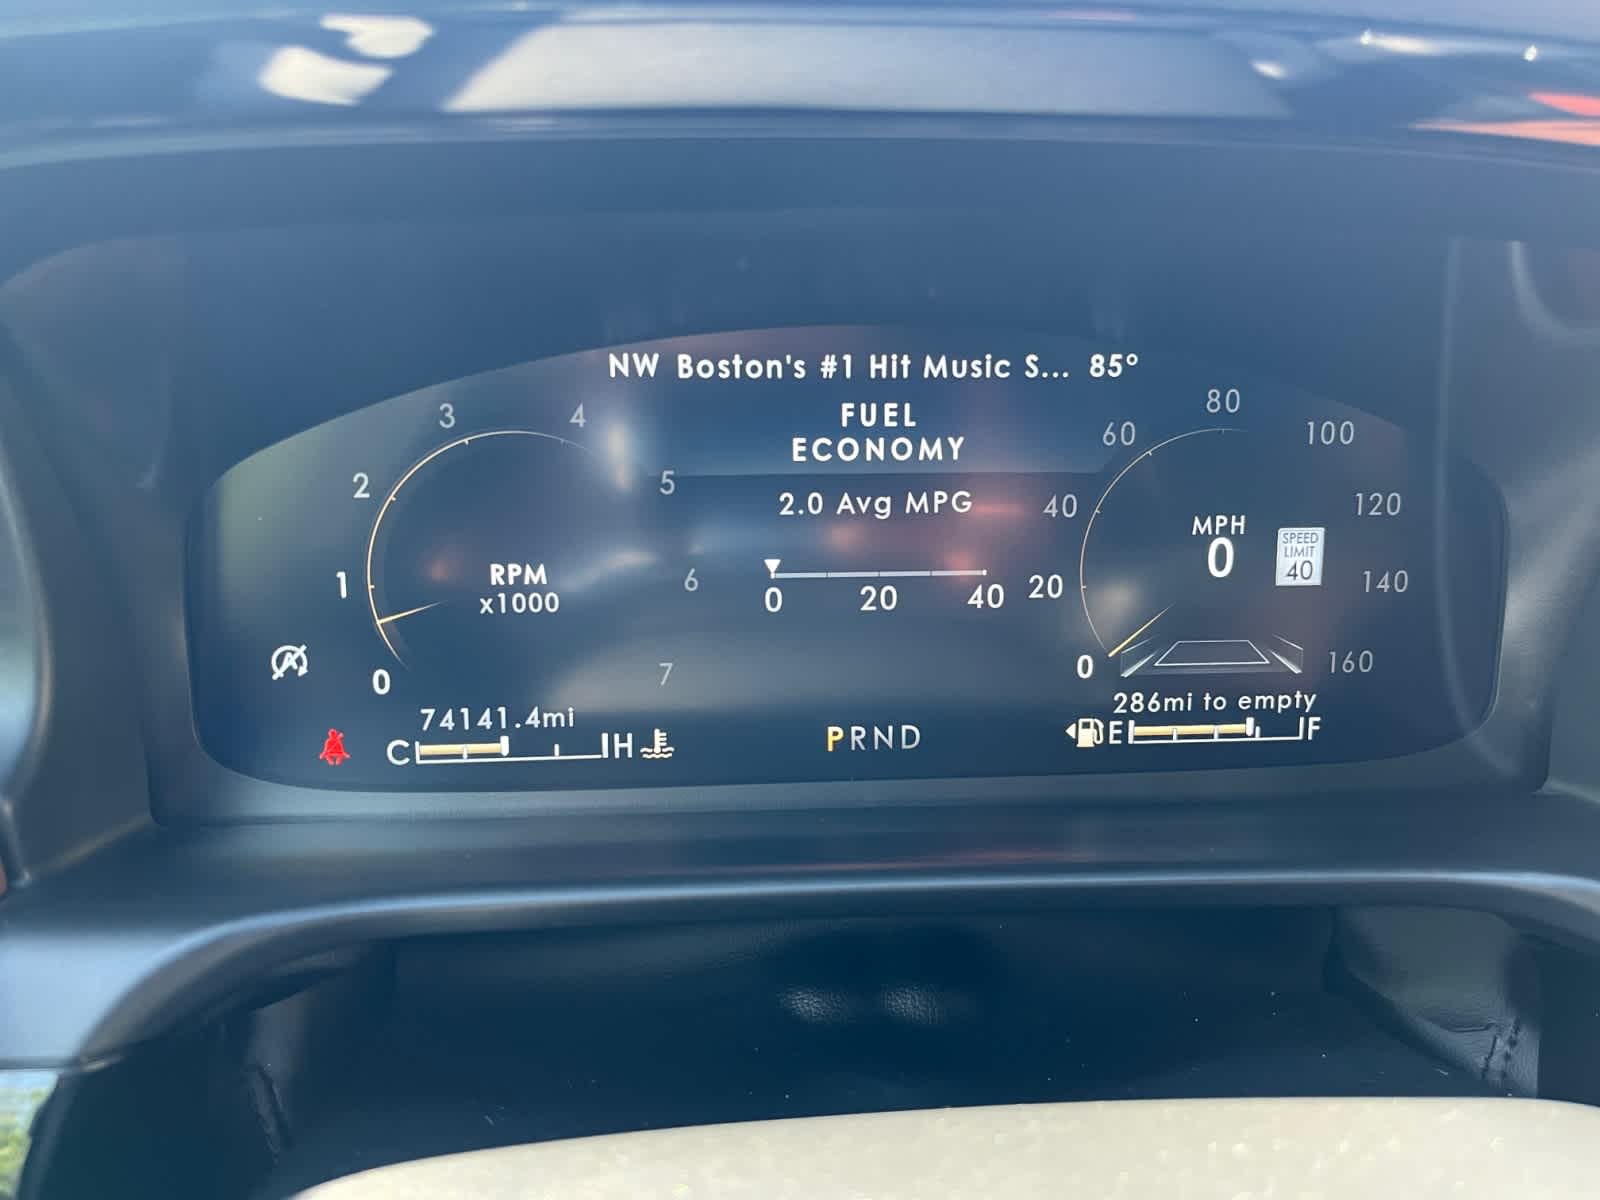 NW Boston's #1 Hit Music S... 85°
FUEL
ECONOMY
2.0 Avg MPG
0 20 40
0 1 2 3 4 5 6 7
RPM
x1000
0 20 40 60 80 100 120 140 160
MPH
0
SPEED
LIMIT
40
74141.4mi
C H
PRND
286mi to empty
E F